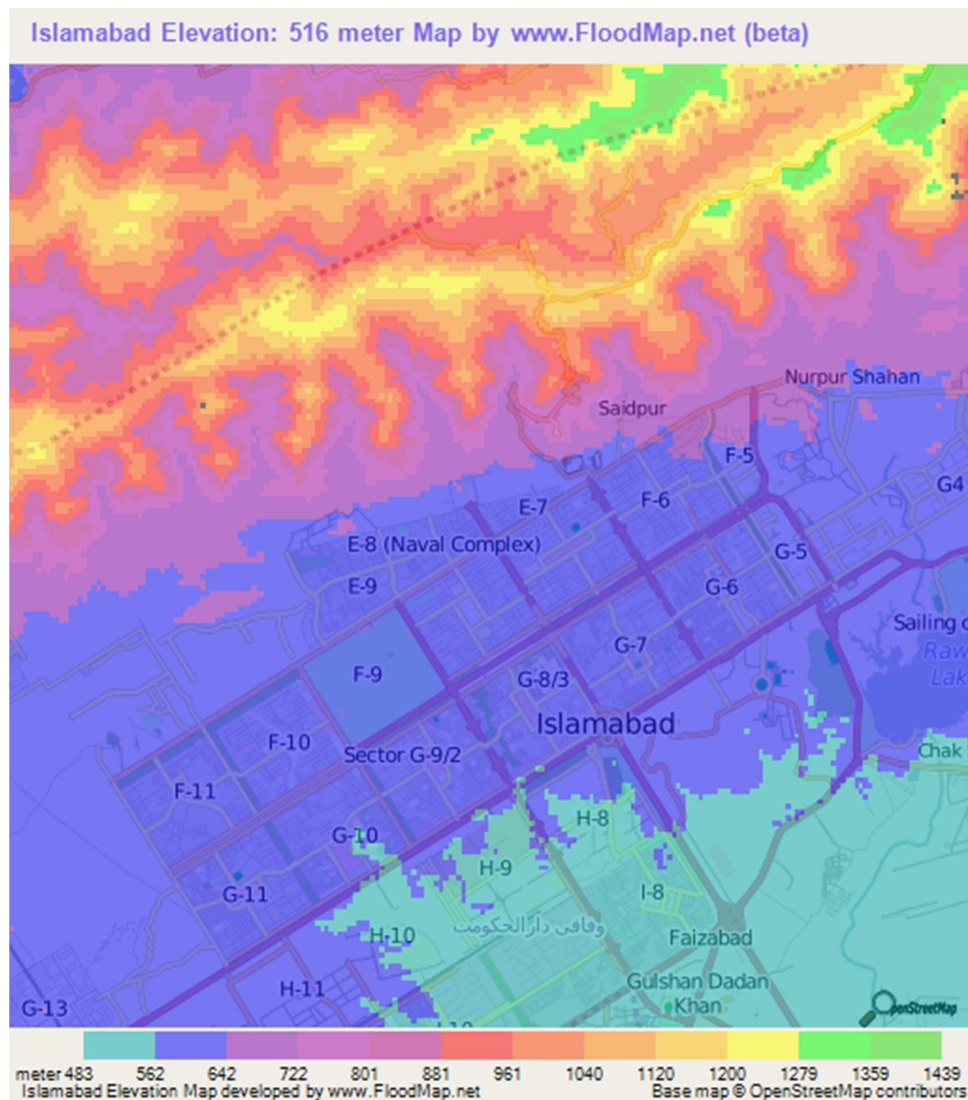 Islamabad Elevation: 516 meter Map by www.FloodMap.net (beta)
Nurpur Shahan
Saidpur
F-5
G4
E-7
F-6
E-8 (Naval Complex)
G-5
E-9
G-6
Sailing c
G-7
Raw
Lak
F-9
G-8/3
Islamabad
F-10
Sector G-9/2
Chak
F-11
H-8
G-10
H-9
G-11
I-8
وفاقی دارالحکومت
H-10
Faizabad
Gulshan Dadan
Khan
H-11
G-13
OpenStreetMap
I-10
meter 483 562 642 722 801 881 961 1040 1120 1200 1279 1359 1439
Islamabad Elevation Map developed by www.FloodMap.net Base map © OpenStreetMap contributors